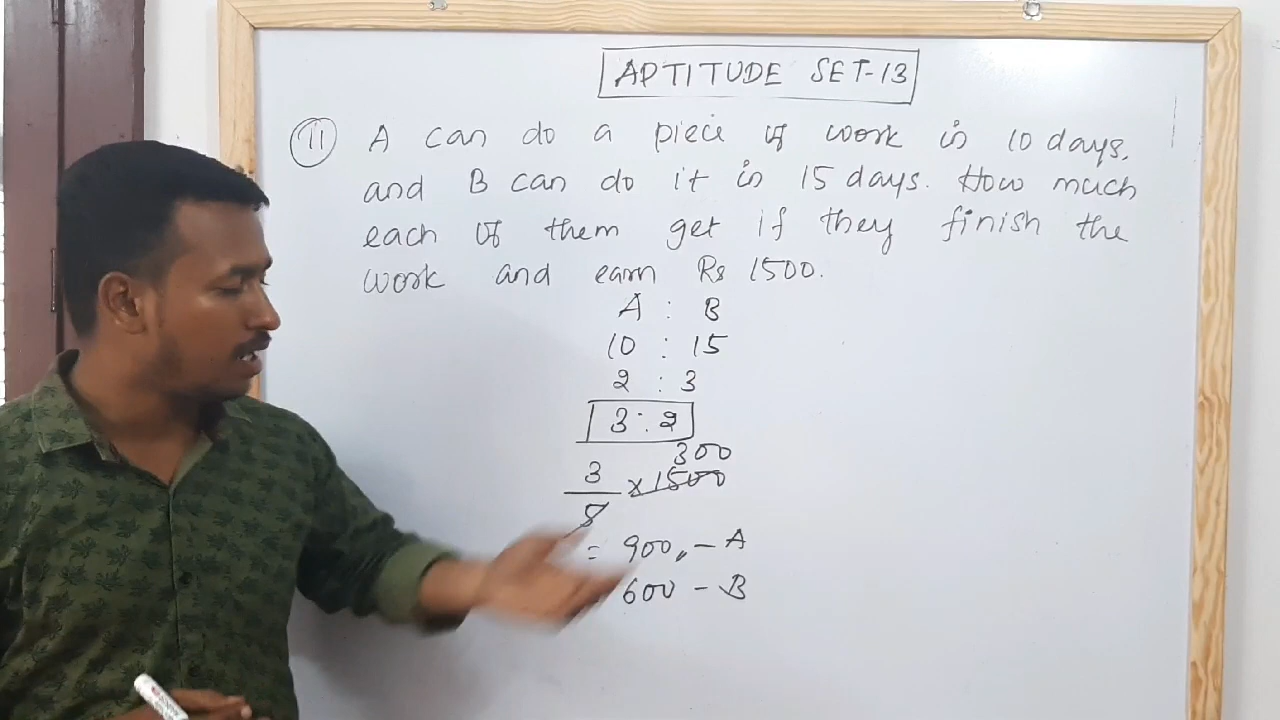 APTITUDE SET-13
11 A can do a piece of work in 10 days,
and B can do it in 15 days. How much
each of them get if they finish the
work and earn Rs 1500.
A : B
10 : 15
2 : 3
3 : 2
300
3
× 1500
5
= 900, - A
600 - B